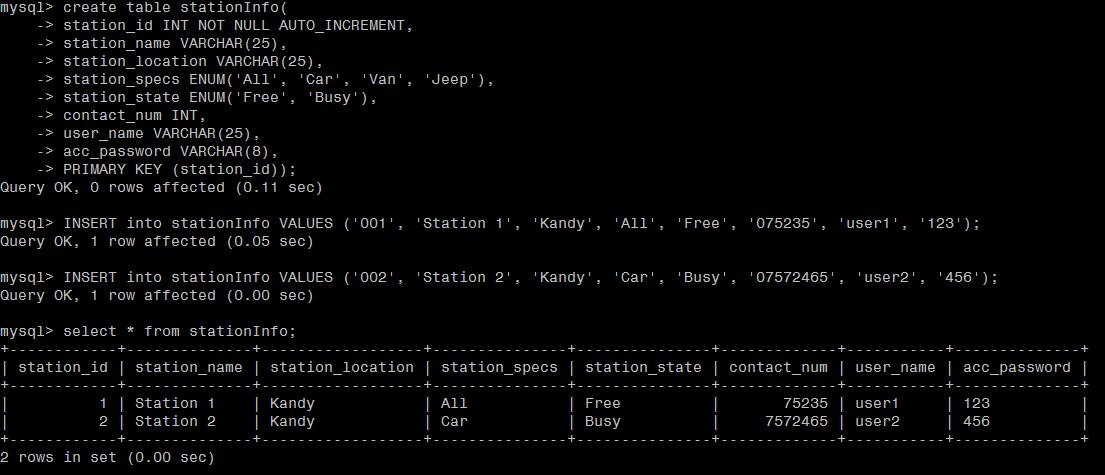 mysql> create table stationInfo(
    -> station_id INT NOT NULL AUTO_INCREMENT,
    -> station_name VARCHAR(25),
    -> station_location VARCHAR(25),
    -> station_specs ENUM('All', 'Car', 'Van', 'Jeep'),
    -> station_state ENUM('Free', 'Busy'),
    -> contact_num INT,
    -> user_name VARCHAR(25),
    -> acc_password VARCHAR(8),
    -> PRIMARY KEY (station_id));
Query OK, 0 rows affected (0.11 sec)
mysql> INSERT into stationInfo VALUES ('001', 'Station 1', 'Kandy', 'All', 'Free', '075235', 'user1', '123');
Query OK, 1 row affected (0.05 sec)
mysql> INSERT into stationInfo VALUES ('002', 'Station 2', 'Kandy', 'Car', 'Busy', '07572465', 'user2', '456');
Query OK, 1 row affected (0.00 sec)
mysql> select * from stationInfo;
+------------+--------------+------------------+---------------+---------------+-------------+-----------+--------------+
| station_id | station_name | station_location | station_specs | station_state | contact_num | user_name | acc_password |
+------------+--------------+------------------+---------------+---------------+-------------+-----------+--------------+
|          1 | Station 1    | Kandy            | All           | Free          |       75235 | user1     | 123          |
|          2 | Station 2    | Kandy            | Car           | Busy          |     7572465 | user2     | 456          |
+------------+--------------+------------------+---------------+---------------+-------------+-----------+--------------+
2 rows in set (0.00 sec)